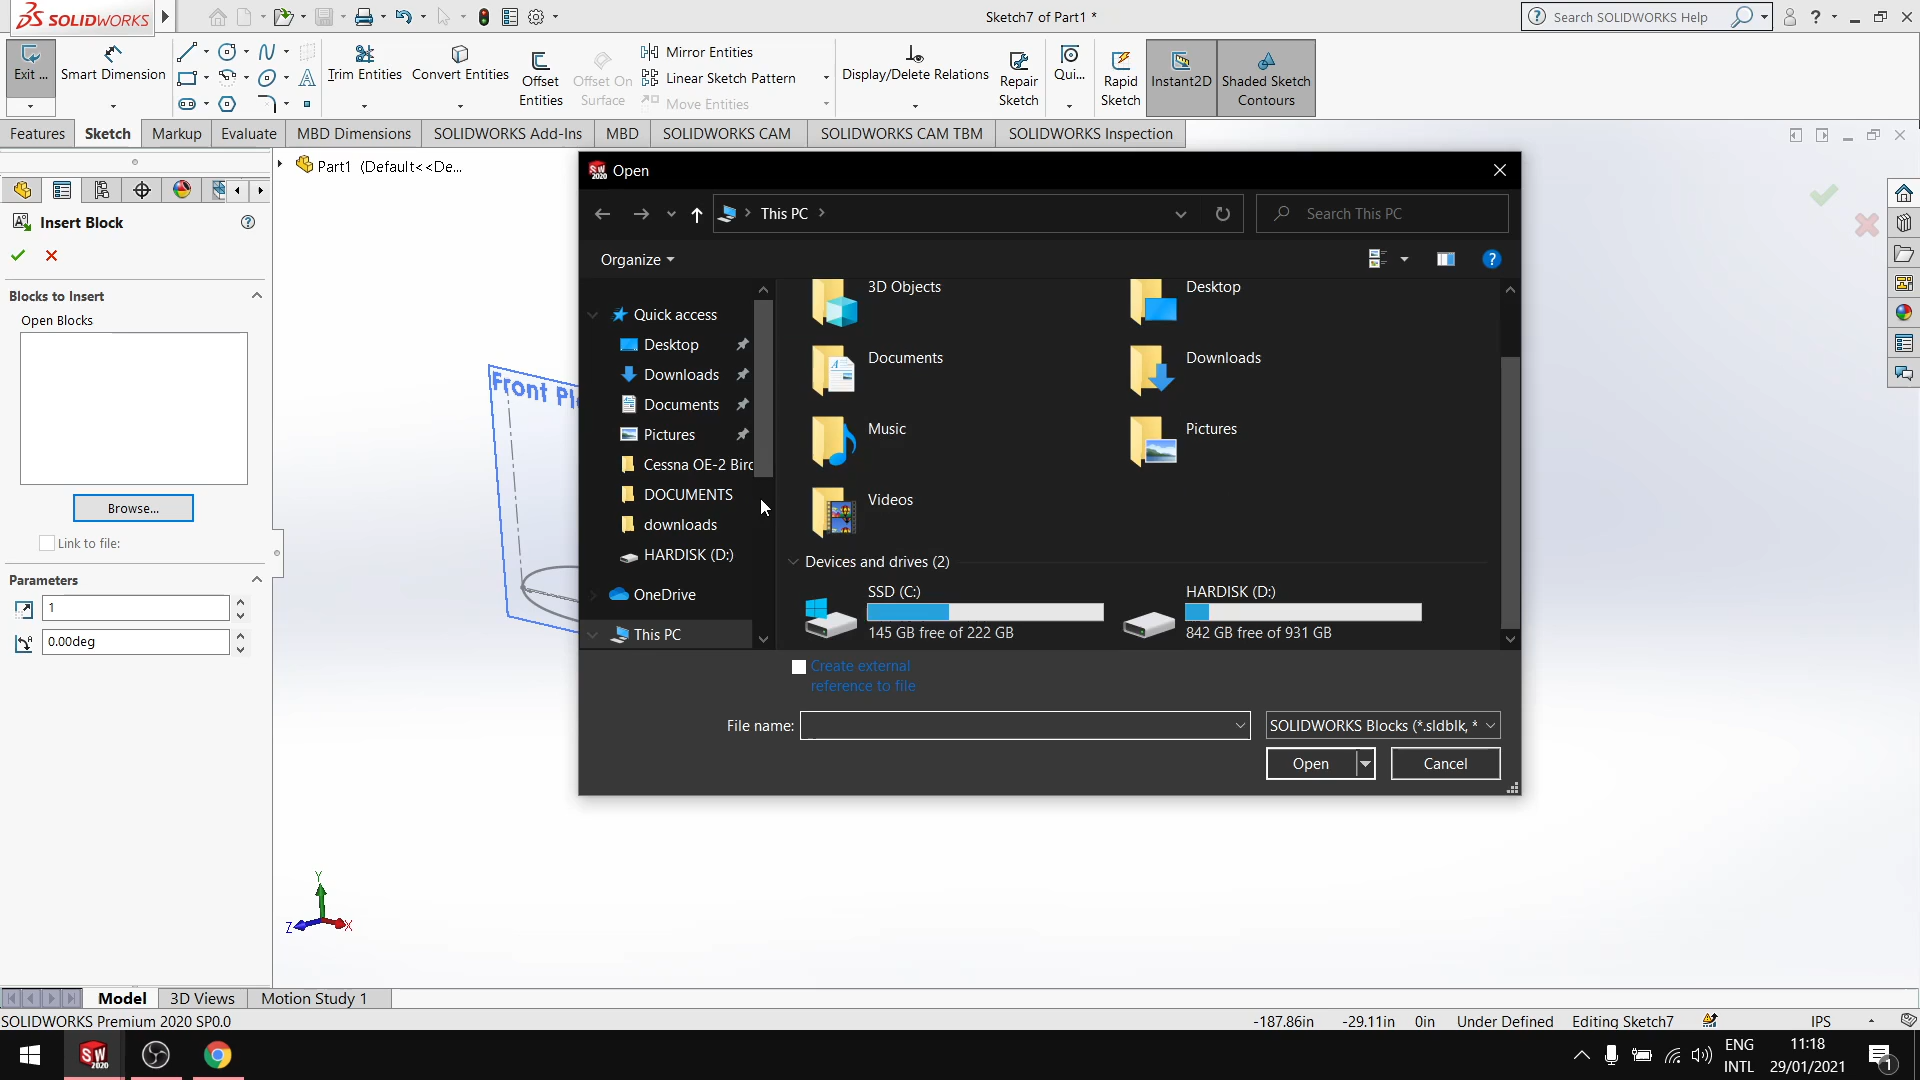 SOLIDWORKS
Sketch7 of Part1 *
Search SOLIDWORKS Help
Exit ...
Smart Dimension
Trim Entities
Convert Entities
Offset
Entities
Offset On
Surface
Mirror Entities
Linear Sketch Pattern
Move Entities
Display/Delete Relations
Repair
Sketch
Qui...
Rapid
Sketch
Instant2D
Shaded Sketch
Contours
Features
Sketch
Markup
Evaluate
MBD Dimensions
SOLIDWORKS Add-Ins
MBD
SOLIDWORKS CAM
SOLIDWORKS CAM TBM
SOLIDWORKS Inspection
Part1 (Default<<De...
Insert Block
Blocks to Insert
Open Blocks
Browse...
Link to file:
Parameters
1
0.00deg
Front Pl
Open
This PC
Search This PC
Organize
Quick access
Desktop
Downloads
Documents
Pictures
Cessna OE-2 Birc
DOCUMENTS
downloads
HARDISK (D:)
OneDrive
This PC
3D Objects
Desktop
Documents
Downloads
Music
Pictures
Videos
Devices and drives (2)
SSD (C:)
145 GB free of 222 GB
HARDISK (D:)
842 GB free of 931 GB
Create external
reference to file
File name:
SOLIDWORKS Blocks (*.sldblk, *
Open
Cancel
Y
Z
X
Model
3D Views
Motion Study 1
SOLIDWORKS Premium 2020 SP0.0
-187.86in
-29.11in
0in
Under Defined
Editing Sketch7
IPS
ENG
INTL
11:18
29/01/2021
1